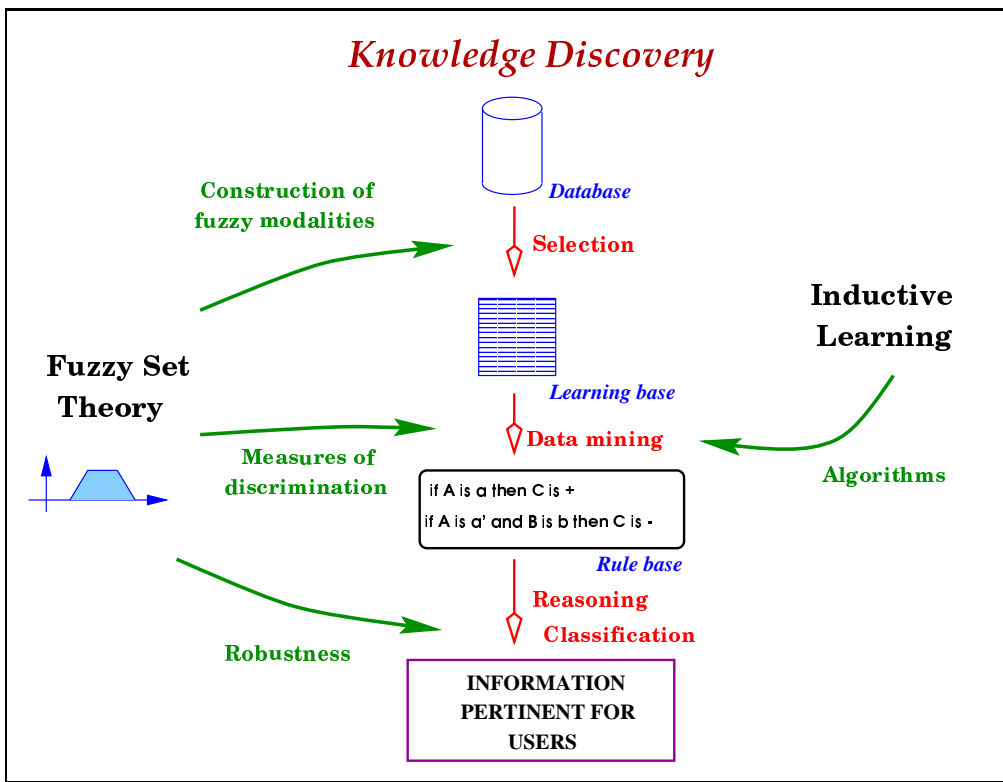 Knowledge Discovery
Database
Construction of
fuzzy modalities
Selection
Inductive
Learning
Fuzzy Set
Theory
Learning base
Data mining
Measures of
discrimination
Algorithms
if A is a then C is +
if A is a' and B is b then C is -
Rule base
Reasoning
Classification
Robustness
INFORMATION
PERTINENT FOR
USERS